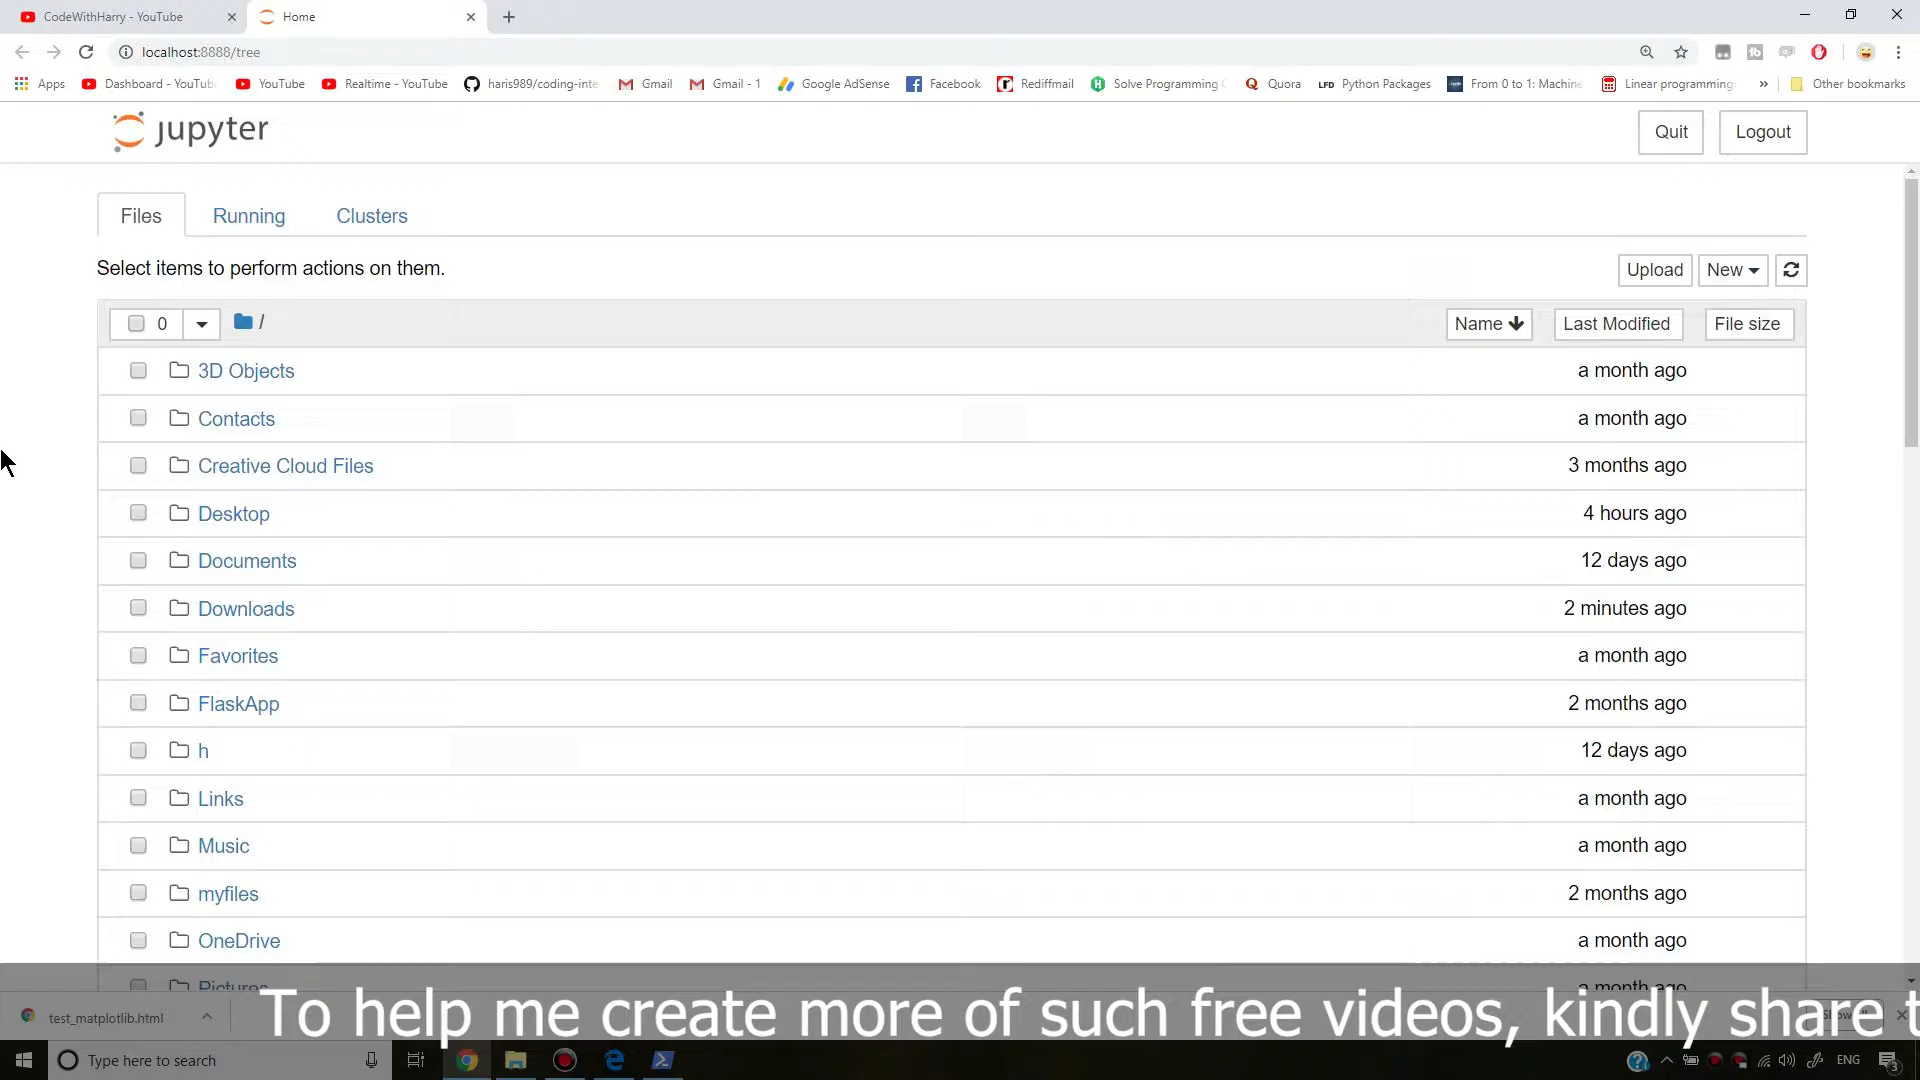 CodeWithHarry - YouTube
Home
localhost:8888/tree
Apps
Dashboard - YouTub
YouTube
Realtime - YouTube
haris989/coding-inte
Gmail
Gmail - 1
Google AdSense
Facebook
Rediffmail
Solve Programming
Quora
LFD Python Packages
From 0 to 1: Machine
Linear programming
Other bookmarks
jupyter
Quit
Logout
Files
Running
Clusters
Select items to perform actions on them.
Upload
New
0
/
Name
Last Modified
File size
3D Objects
a month ago
Contacts
a month ago
Creative Cloud Files
3 months ago
Desktop
4 hours ago
Documents
12 days ago
Downloads
2 minutes ago
Favorites
a month ago
FlaskApp
2 months ago
h
12 days ago
Links
a month ago
Music
a month ago
myfiles
2 months ago
OneDrive
a month ago
Pictures
a month ago
test_matplotlib.html
To help me create more of such free videos, kindly share t
Type here to search
ENG
3